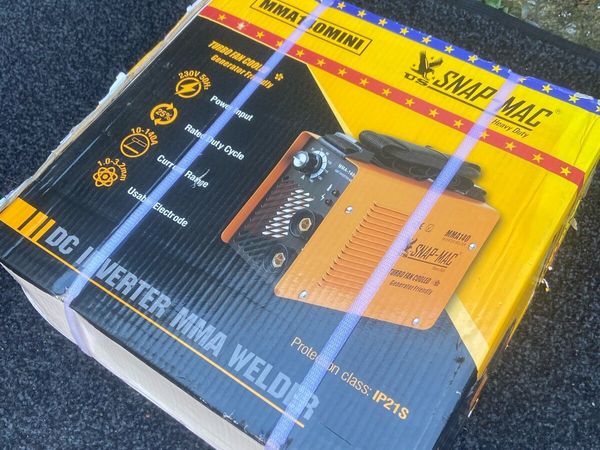 MMA140MINI
U.S. SNAP-MAC®
Heavy Duty
TURBO FAN COOLED
Generator Friendly
230V 50Hz
Power Input
25%
Rated Duty Cycle
10-140A
Current Range
1.0-3.2mm
Usable Electrode
MMA-140
MMA140
SNAP-MAC
TURBO FAN COOLED
Generator Friendly
DC INVERTER MMA WELDER
Protection class: IP21S